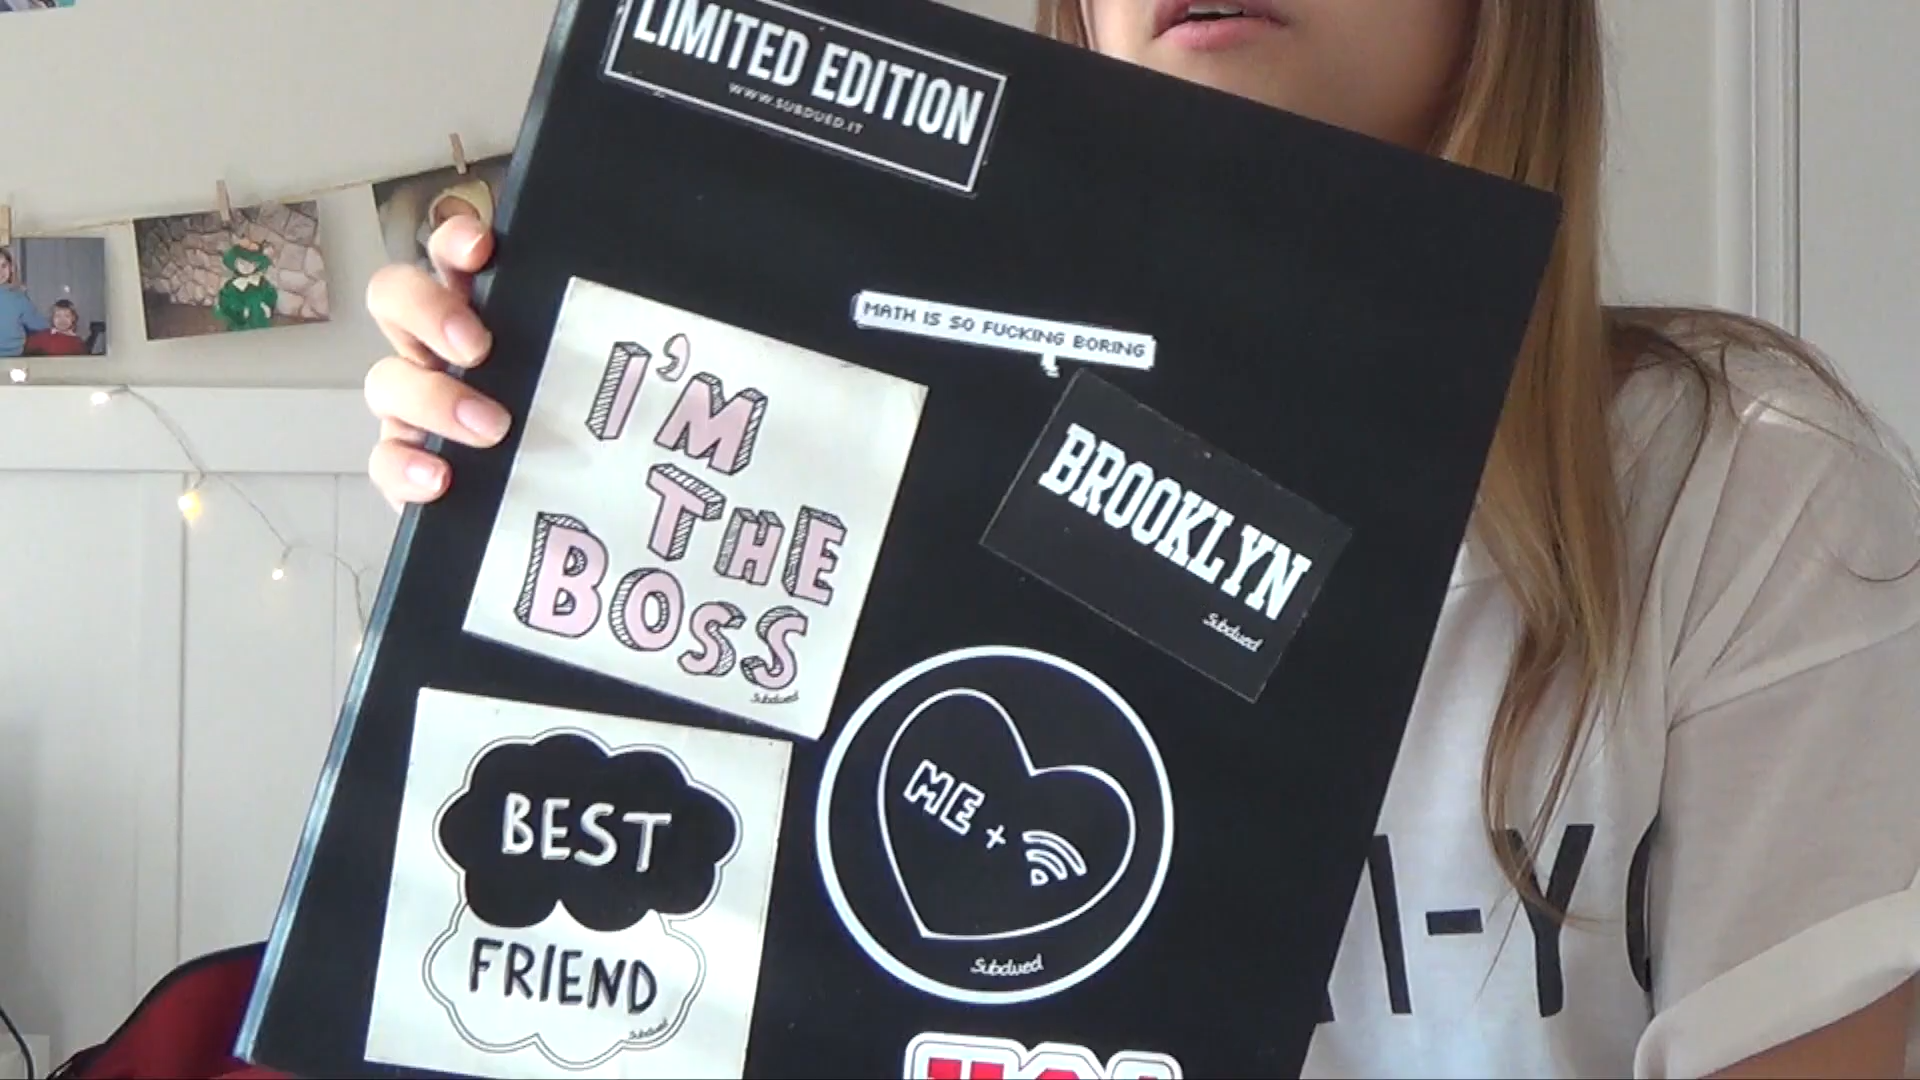 LIMITED EDITION
WWW.SUBDUED.IT
MATH IS SO FUCKING BORING
I'M
THE
BOSS
Subdued
BROOKLYN
Subdued
BEST
FRIEND
Subdued
ME +
Subdued